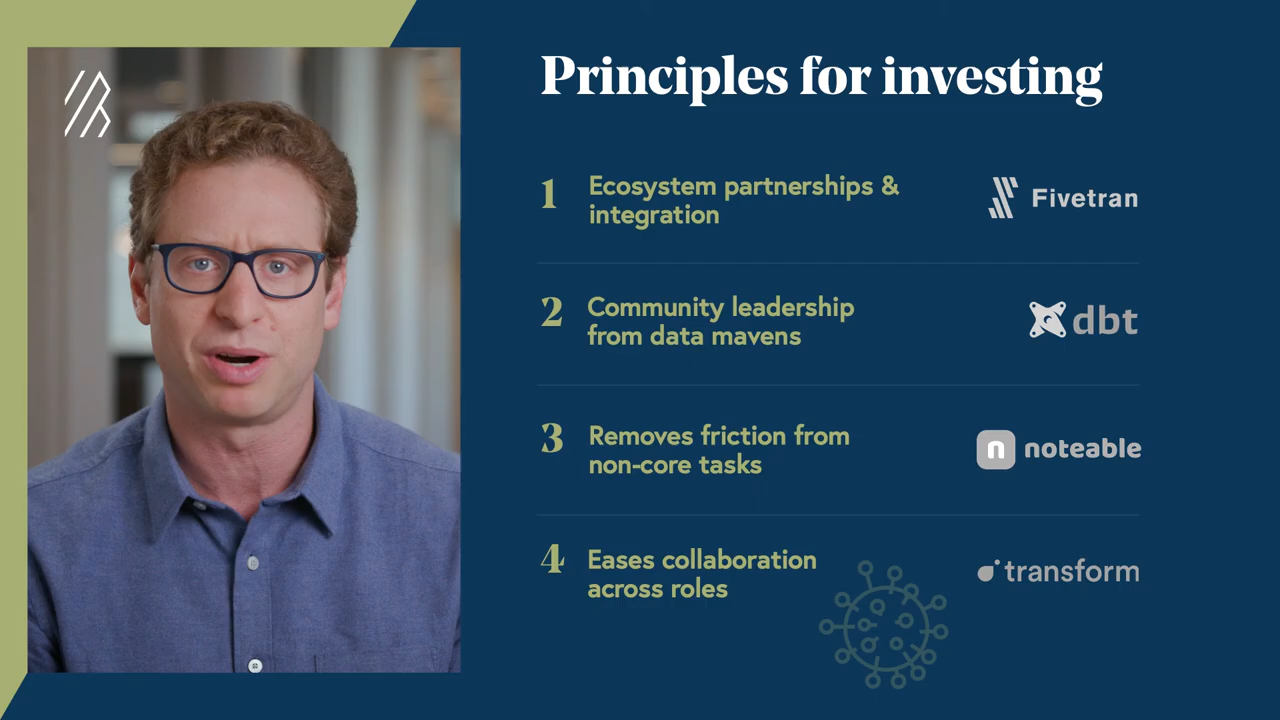 Principles for investing
1 Ecosystem partnerships &
integration
Fivetran
2 Community leadership
from data mavens
dbt
3 Removes friction from
non-core tasks
n noteable
4 Eases collaboration
across roles
transform